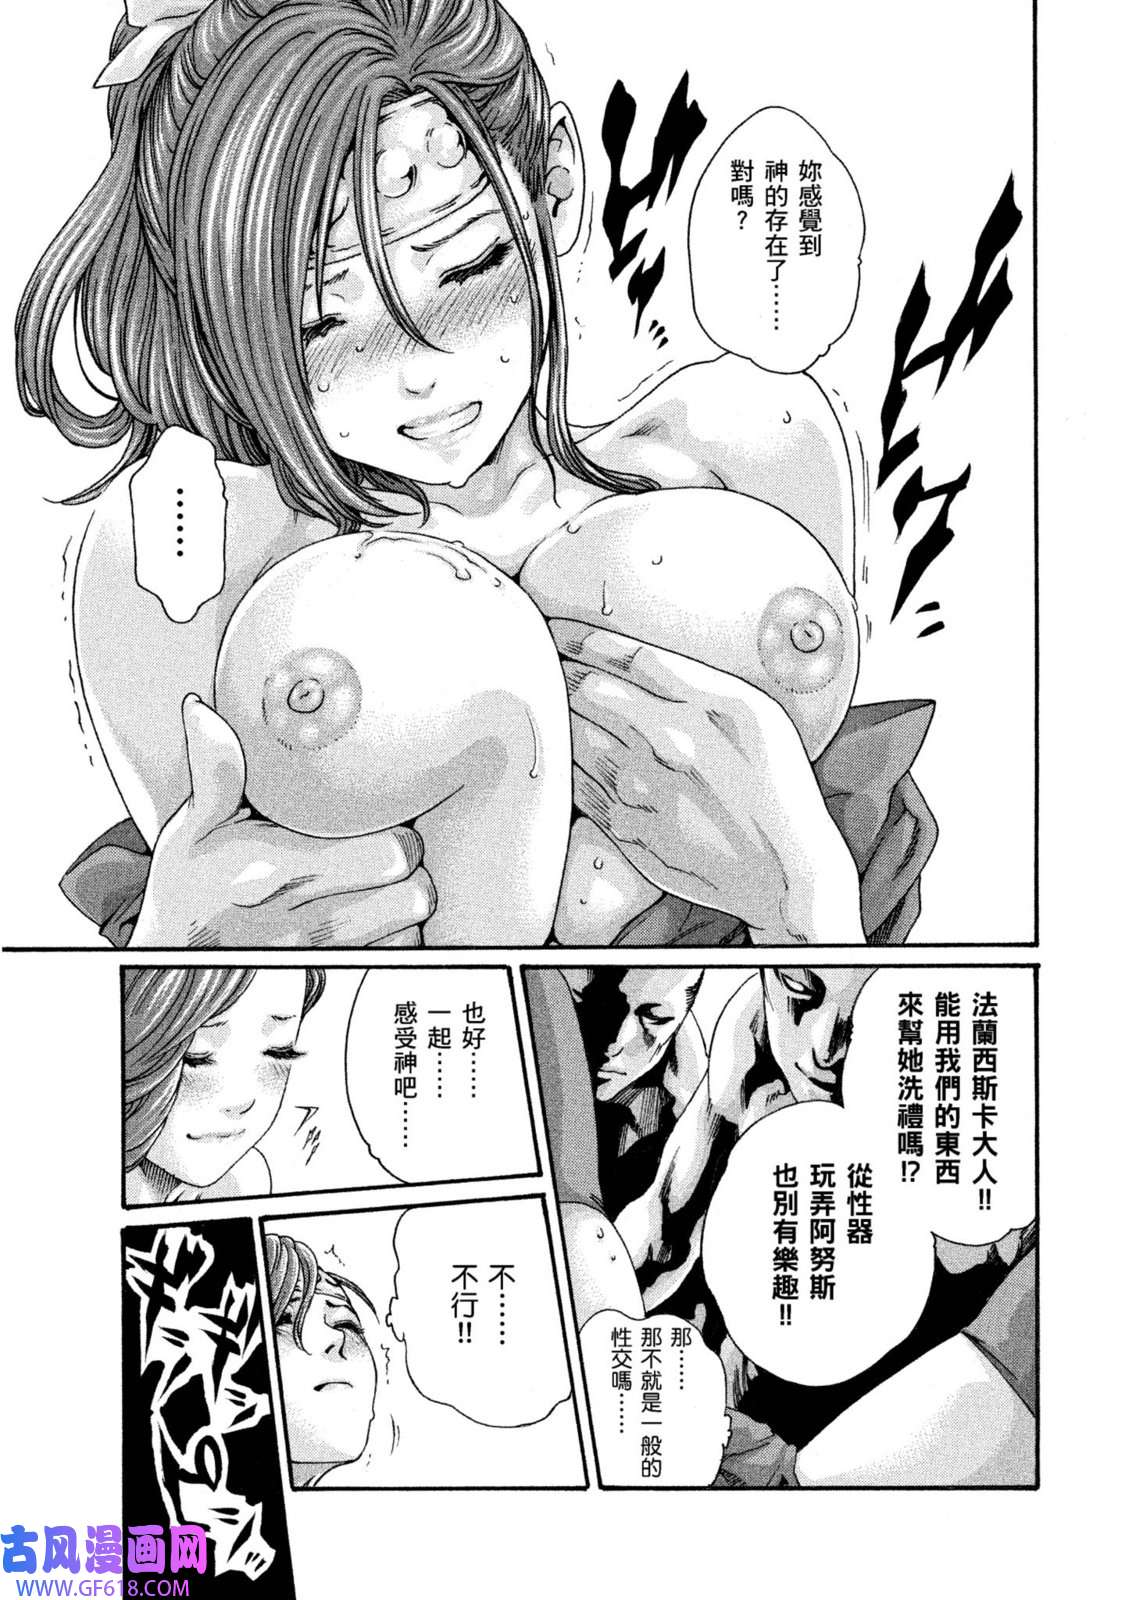 妳感覺到
神的存在了……
對嗎？
……
法蘭西斯卡大人!!
能用我們的東西
來幫她洗禮嗎!?
從性器
玩弄阿努斯
也別有樂趣!!
那……
那不就是一般的
性交嗎……
也好……
一起……
感受神吧……
不……
不行!!
古风漫画网
WWW.GF618.COM